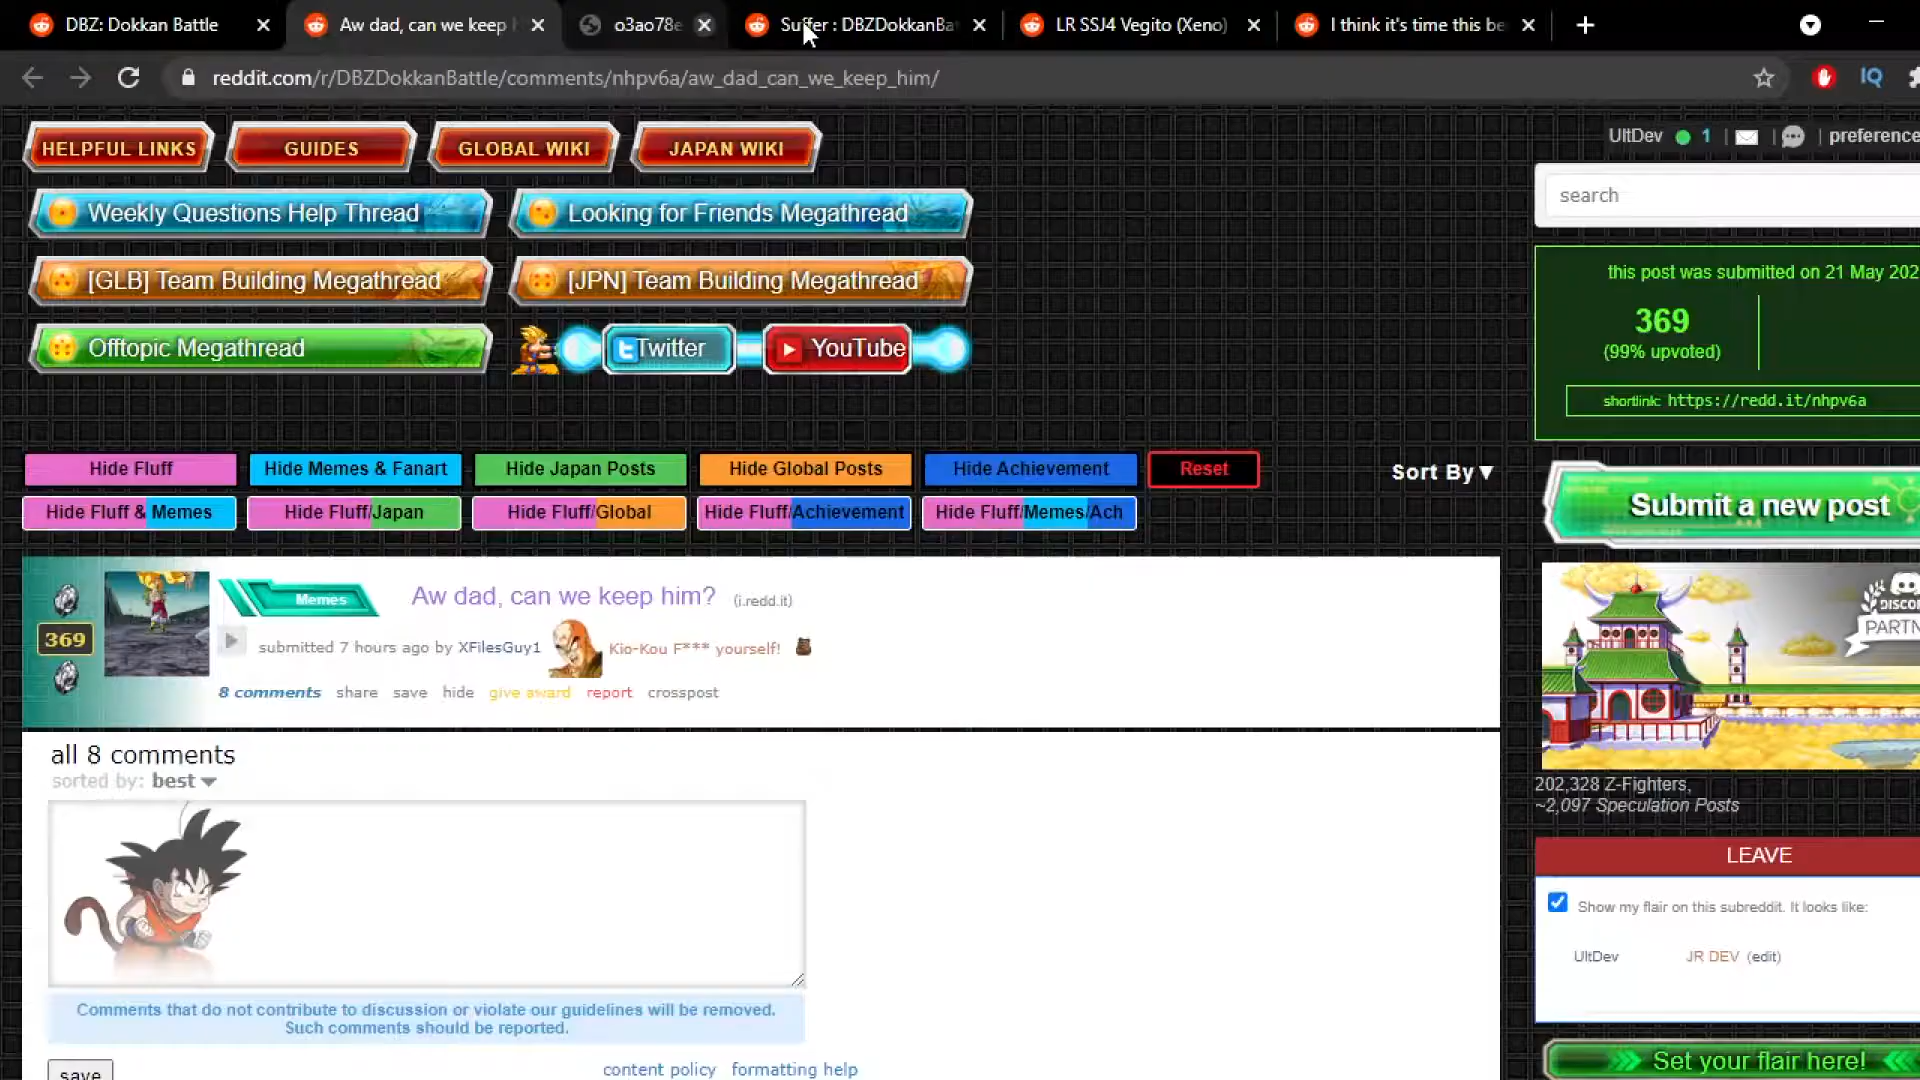 DBZ: Dokkan Battle
Aw dad, can we keep
o3ao78e
Suffer : DBZDokkanBa
LR SSJ4 Vegito (Xeno)
I think it's time this be
reddit.com/r/DBZDokkanBattle/comments/nhpv6a/aw_dad_can_we_keep_him/
IQ
HELPFUL LINKS
GUIDES
GLOBAL WIKI
JAPAN WIKI
UltDev 1 | | | preference
search
Weekly Questions Help Thread
Looking for Friends Megathread
[GLB] Team Building Megathread
[JPN] Team Building Megathread
Offtopic Megathread
Twitter
YouTube
this post was submitted on 21 May 202
369
(99% upvoted)
shortlink: https://redd.it/nhpv6a
Hide Fluff
Hide Memes & Fanart
Hide Japan Posts
Hide Global Posts
Hide Achievement
Reset
Sort By▼
Hide Fluff & Memes
Hide Fluff/Japan
Hide Fluff/Global
Hide Fluff/Achievement
Hide Fluff/Memes/Ach
Submit a new post
369
Memes
Aw dad, can we keep him? (i.redd.it)
submitted 7 hours ago by XFilesGuy1
Kio-Kou F*** yourself!
8 comments share save hide give award report crosspost
DISCO
PARTN
all 8 comments
sorted by: best
202,328 Z-Fighters,
~2,097 Speculation Posts
LEAVE
Show my flair on this subreddit. It looks like:
UltDev JR DEV (edit)
Comments that do not contribute to discussion or violate our guidelines will be removed.
Such comments should be reported.
save
content policy formatting help
Set your flair here!